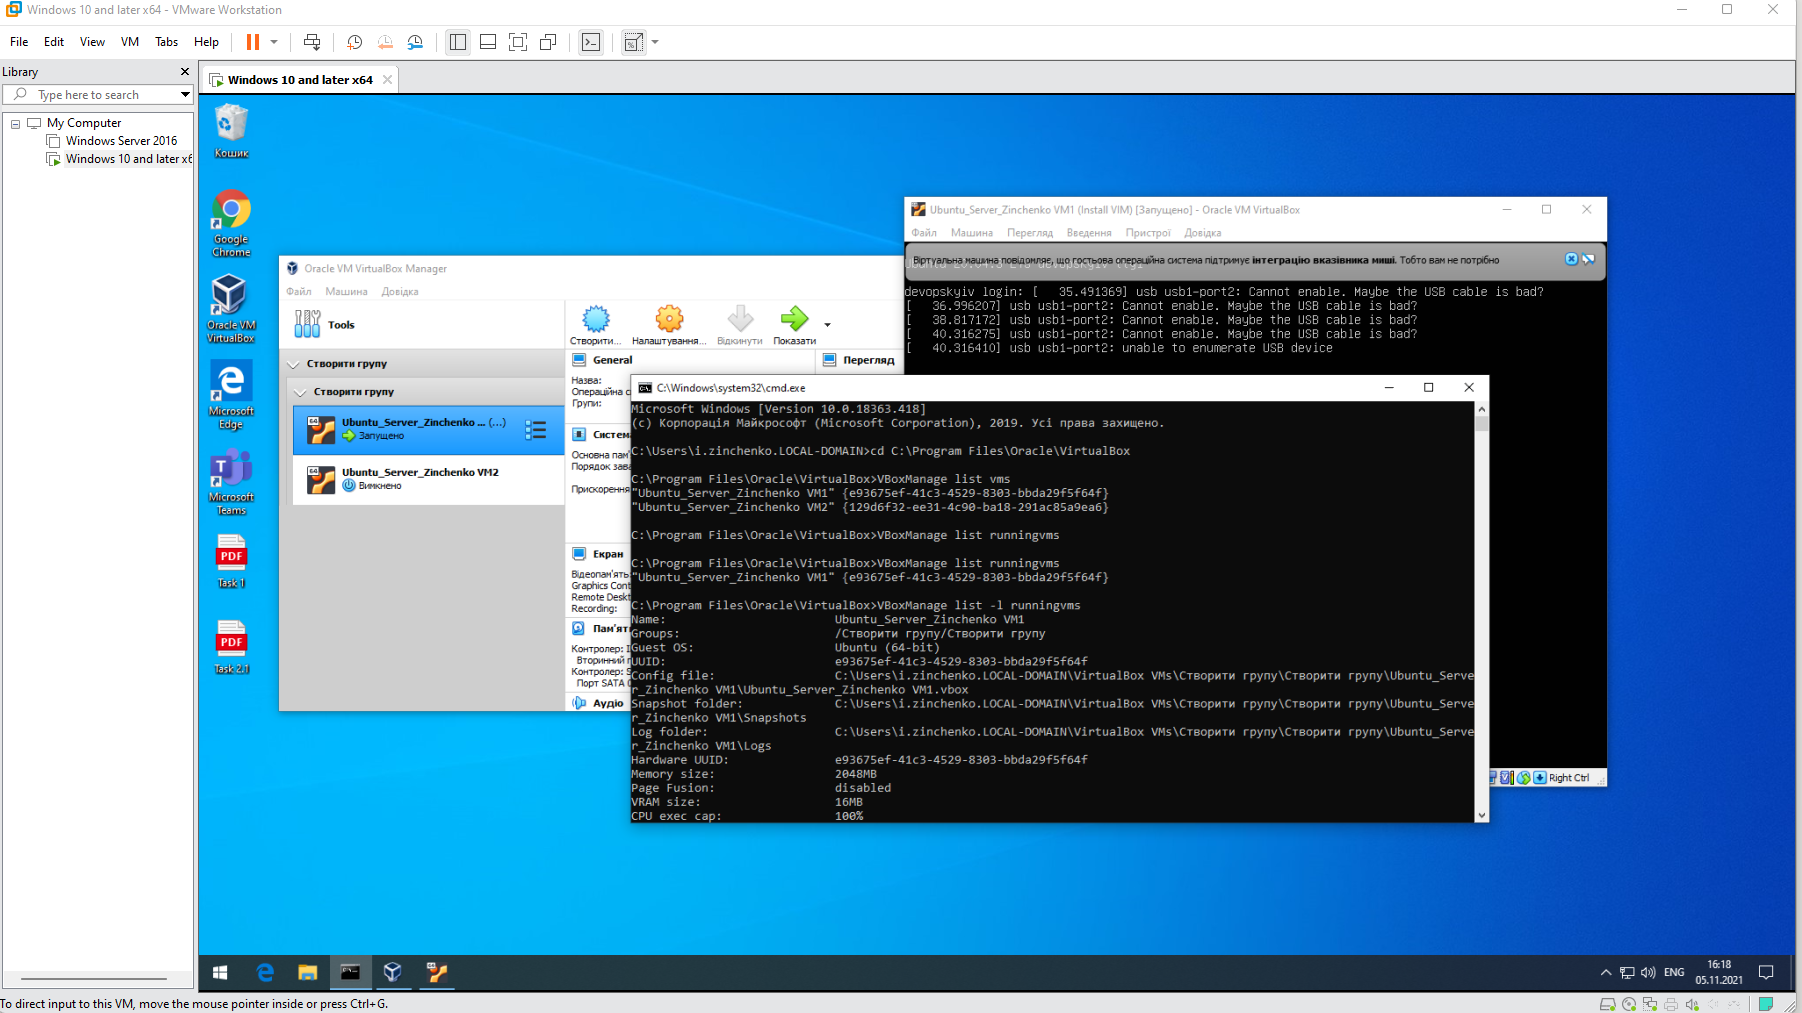 Windows 10 and later x64 - VMware Workstation
File Edit View VM Tabs Help
Library
Type here to search
My Computer
Windows Server 2016
Windows 10 and later x6
Windows 10 and later x64
Кошик
Google Chrome
Oracle VM VirtualBox
Microsoft Edge
Microsoft Teams
PDF
Task 1
PDF
Task 2.1
Oracle VM VirtualBox Manager
Файл Машина Довідка
Tools
Створити групу
Створити групу
64
Ubuntu_Server_Zinchenko ... (...)
Запущено
64
Ubuntu_Server_Zinchenko VM2
Вимкнено
Створити... Налаштування... Відкинути Показати
General
Перегляд
Назва:
Операційна с
Групи:
Систем
Основна пам'
Порядок зава
Прискорення
Екран
Відеопам'ять
Graphics Cont
Remote Deskt
Recording:
Пам'ят
Контролер: I
Вторинний п
Контролер: S
Порт SATA 0
Аудіо
Ubuntu_Server_Zinchenko VM1 (Install VIM) [Запущено] - Oracle VM VirtualBox
Файл Машина Перегляд Введення Пристрої Довідка
Віртуальна машина повідомляє, що гостьова операційна система підтримує інтеграцію вказівника миші. Тобто вам не потрібно
devopskyiv login: [   35.491369] usb usb1-port2: Cannot enable. Maybe the USB cable is bad?
[   36.996207] usb usb1-port2: Cannot enable. Maybe the USB cable is bad?
[   38.817172] usb usb1-port2: Cannot enable. Maybe the USB cable is bad?
[   40.316275] usb usb1-port2: Cannot enable. Maybe the USB cable is bad?
[   40.316410] usb usb1-port2: unable to enumerate USB device
Right Ctrl
C:\Windows\system32\cmd.exe
Microsoft Windows [Version 10.0.18363.418]
(c) Корпорація Майкрософт (Microsoft Corporation), 2019. Усі права захищено.
C:\Users\i.zinchenko.LOCAL-DOMAIN>cd C:\Program Files\Oracle\VirtualBox
C:\Program Files\Oracle\VirtualBox>VBoxManage list vms
"Ubuntu_Server_Zinchenko VM1" {e93675ef-41c3-4529-8303-bbda29f5f64f}
"Ubuntu_Server_Zinchenko VM2" {129d6f32-ee31-4c90-ba18-291ac85a9ea6}
C:\Program Files\Oracle\VirtualBox>VBoxManage list runningvms
C:\Program Files\Oracle\VirtualBox>VBoxManage list runningvms
"Ubuntu_Server_Zinchenko VM1" {e93675ef-41c3-4529-8303-bbda29f5f64f}
C:\Program Files\Oracle\VirtualBox>VBoxManage list -l runningvms
Name: Ubuntu_Server_Zinchenko VM1
Groups: /Створити групу/Створити групу
Guest OS: Ubuntu (64-bit)
UUID: e93675ef-41c3-4529-8303-bbda29f5f64f
Config file: C:\Users\i.zinchenko.LOCAL-DOMAIN\VirtualBox VMs\Створити групу\Створити групу\Ubuntu_Serve
r_Zinchenko VM1\Ubuntu_Server_Zinchenko VM1.vbox
Snapshot folder: C:\Users\i.zinchenko.LOCAL-DOMAIN\VirtualBox VMs\Створити групу\Створити групу\Ubuntu_Serve
r_Zinchenko VM1\Snapshots
Log folder: C:\Users\i.zinchenko.LOCAL-DOMAIN\VirtualBox VMs\Створити групу\Створити групу\Ubuntu_Serve
r_Zinchenko VM1\Logs
Hardware UUID: e93675ef-41c3-4529-8303-bbda29f5f64f
Memory size: 2048MB
Page Fusion: disabled
VRAM size: 16MB
CPU exec cap: 100%
ENG
16:18
05.11.2021
To direct input to this VM, move the mouse pointer inside or press Ctrl+G.